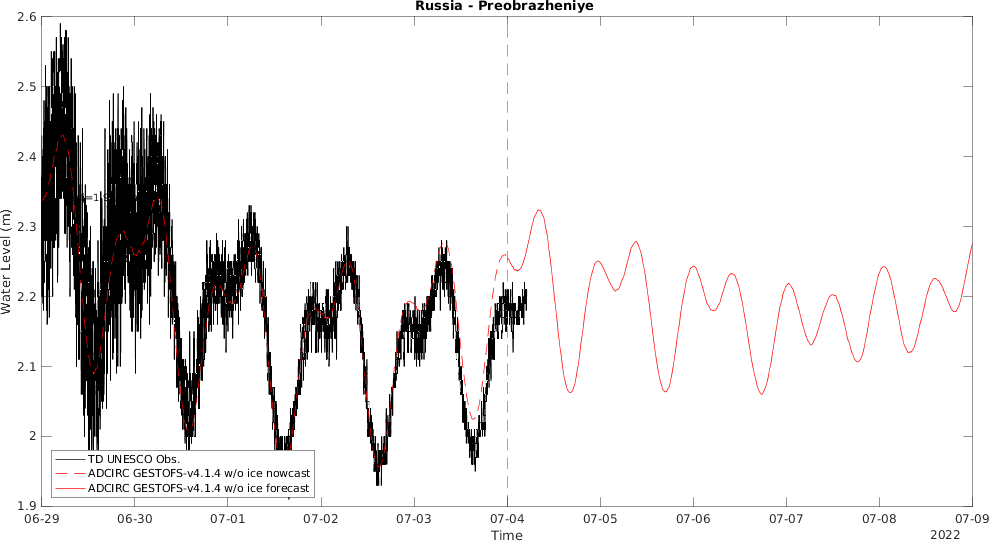 Russia - Preobrazheniye
Water Level (m)
2.6
2.5
2.4
2.3
2.2
2.1
2
1.9
TD UNESCO Obs.
ADCIRC GESTOFS-v4.1.4 w/o ice nowcast
ADCIRC GESTOFS-v4.1.4 w/o ice forecast
06-29 06-30 07-01 07-02 07-03 07-04 07-05 07-06 07-07 07-08 07-09
Time
2022